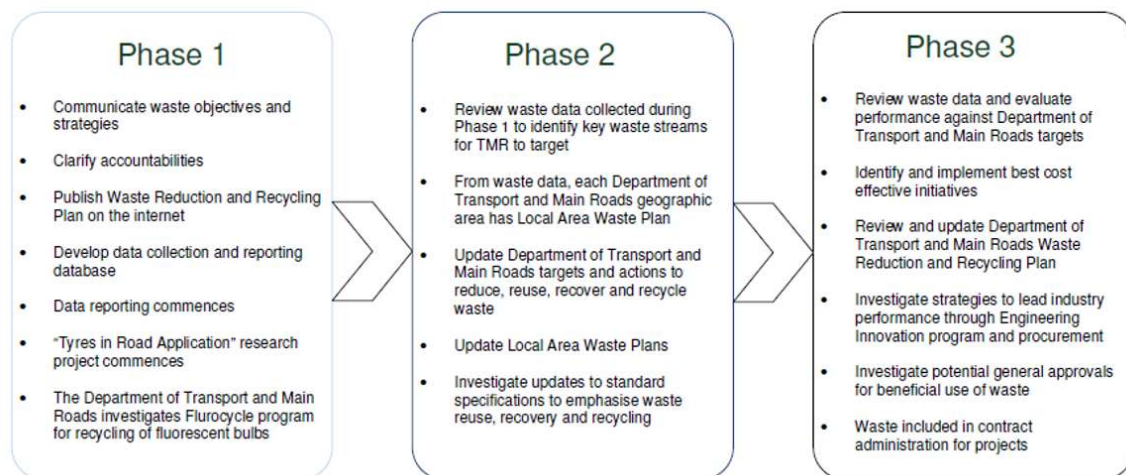 Phase 1
• Communicate waste objectives and
strategies
• Clarify accountabilities
• Publish Waste Reduction and Recycling
Plan on the internet
• Develop data collection and reporting
database
• Data reporting commences
• “Tyres in Road Application” research
project commences
• The Department of Transport and Main
Roads investigates Flurocycle program
for recycling of fluorescent bulbs
Phase 2
• Review waste data collected during
Phase 1 to identify key waste streams
for TMR to target
• From waste data, each Department of
Transport and Main Roads geographic
area has Local Area Waste Plan
• Update Department of Transport and
Main Roads targets and actions to
reduce, reuse, recover and recycle
waste
• Update Local Area Waste Plans
• Investigate updates to standard
specifications to emphasise waste
reuse, recovery and recycling
Phase 3
• Review waste data and evaluate
performance against Department of
Transport and Main Roads targets
• Identify and implement best cost
effective initiatives
• Review and update Department of
Transport and Main Roads Waste
Reduction and Recycling Plan
• Investigate strategies to lead industry
performance through Engineering
Innovation program and procurement
• Investigate potential general approvals
for beneficial use of waste
• Waste included in contract
administration for projects